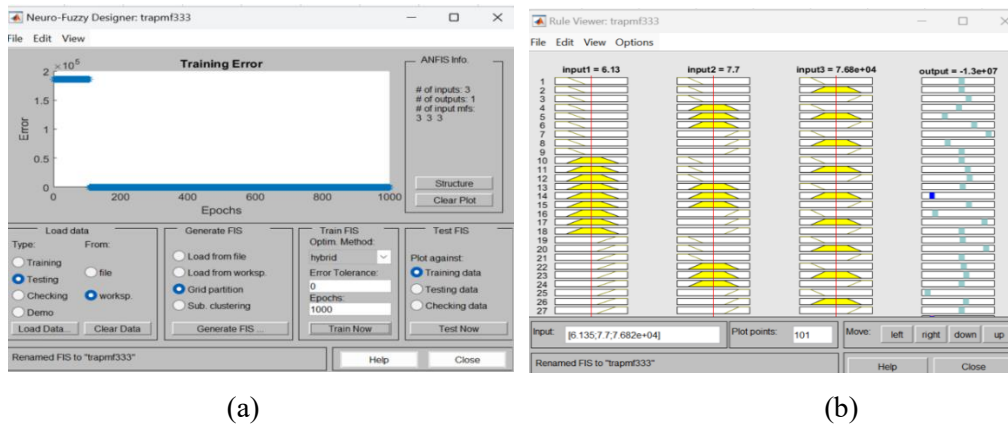 Neuro-Fuzzy Designer: trapmf333
File Edit View
Training Error
×10
2
1.5
1
0.5
0
Error
0 200 400 600 800 1000
Epochs
ANFIS Info.
# of inputs: 3
# of outputs: 1
# of input mfs:
3 3 3
Structure
Clear Plot
Load data
Type: From:
Training
Testing
Checking
Demo
file
worksp.
Load Data... Clear Data
Generate FIS
Load from file
Load from worksp.
Grid partition
Sub. clustering
Generate FIS ...
Train FIS
Optim. Method:
hybrid
Error Tolerance:
0
Epochs:
1000
Train Now
Test FIS
Plot against:
Training data
Testing data
Checking data
Test Now
Renamed FIS to "trapmf333"
Help Close
(a)
Rule Viewer: trapmf333
File Edit View Options
input1 = 6.13 input2 = 7.7 input3 = 7.68e+04 output = -1.3e+07
1
2
3
4
5
6
7
8
9
10
11
12
13
14
15
16
17
18
19
20
21
22
23
24
25
26
27
Input: [6.135;7.7;7.682e+04] Plot points: 101 Move: left right down up
Renamed FIS to "trapmf333"
Help Close
(b)